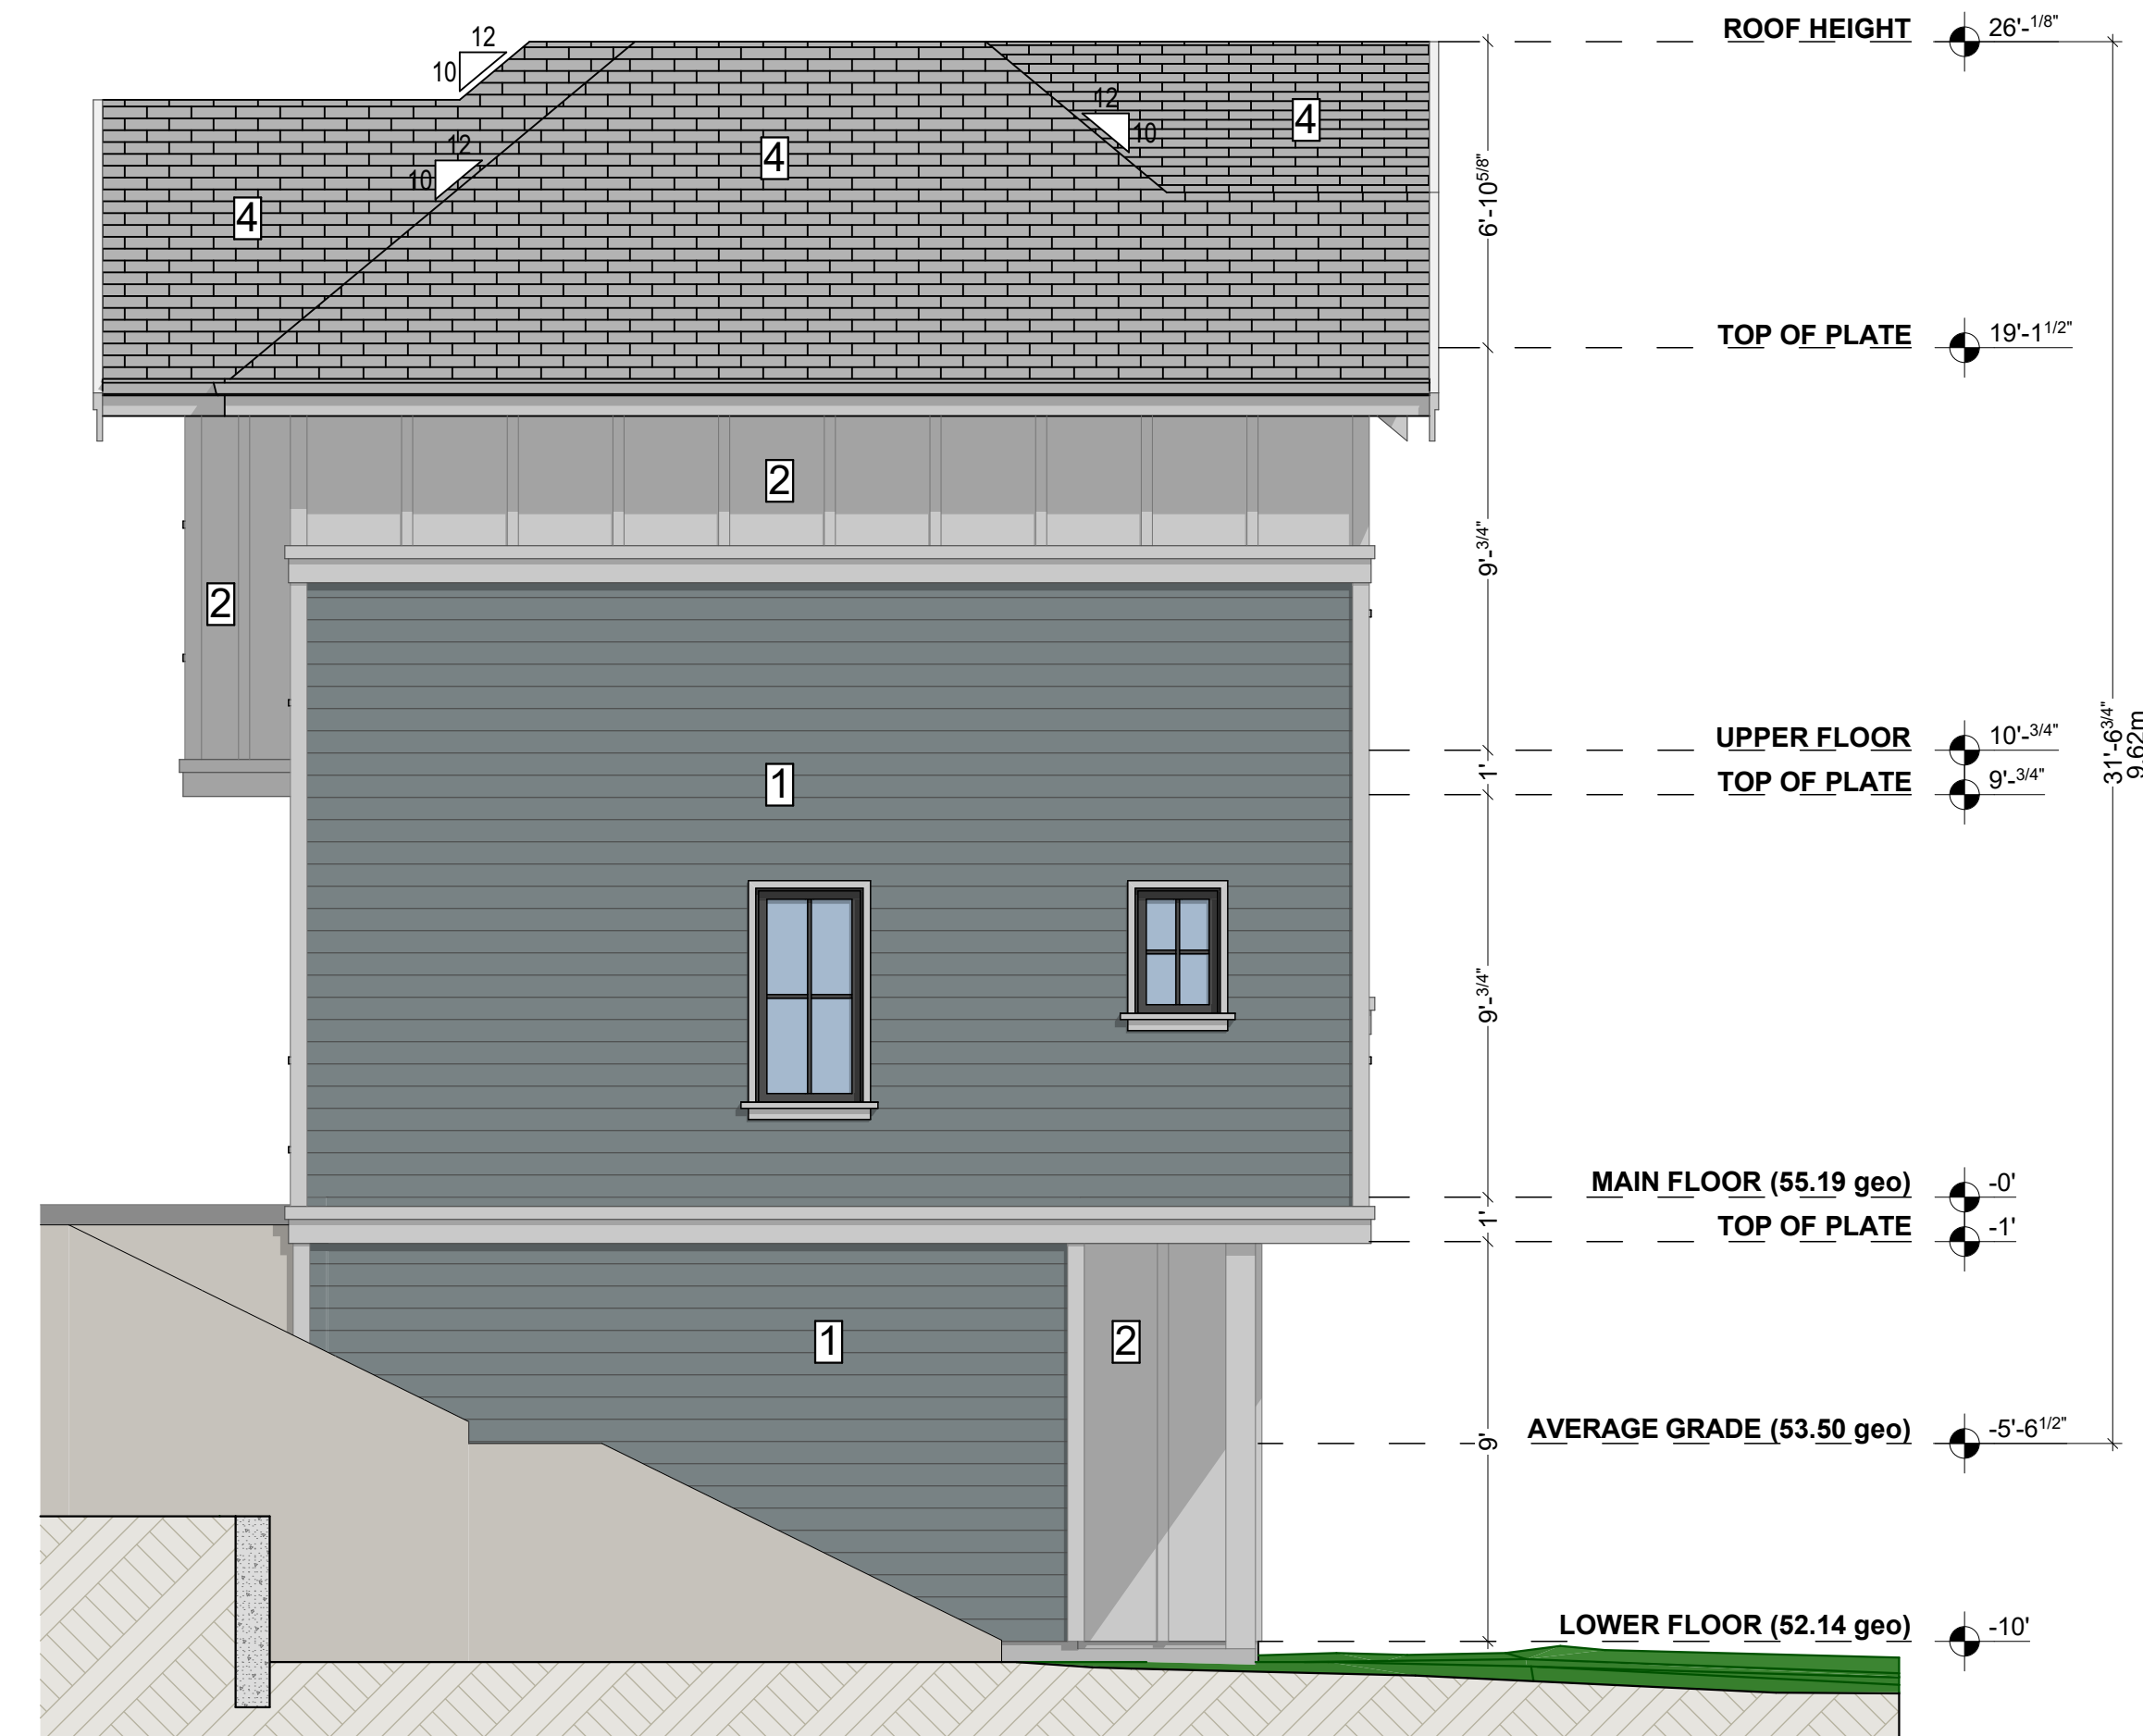 ROOF HEIGHT 26'-1/8"
12
10
12
10
4
12
10
4
4
6'-10 5/8"
TOP OF PLATE 19'-1 1/2"
2
9'-3/4"
2
UPPER FLOOR 10'-3/4"
1'
1
TOP OF PLATE 9'-3/4"
31'-6 3/4"
9.62m
9'-3/4"
MAIN FLOOR (55.19 geo) -0'
1'
TOP OF PLATE -1'
1
2
9'
AVERAGE GRADE (53.50 geo) -5'-6 1/2"
LOWER FLOOR (52.14 geo) -10'